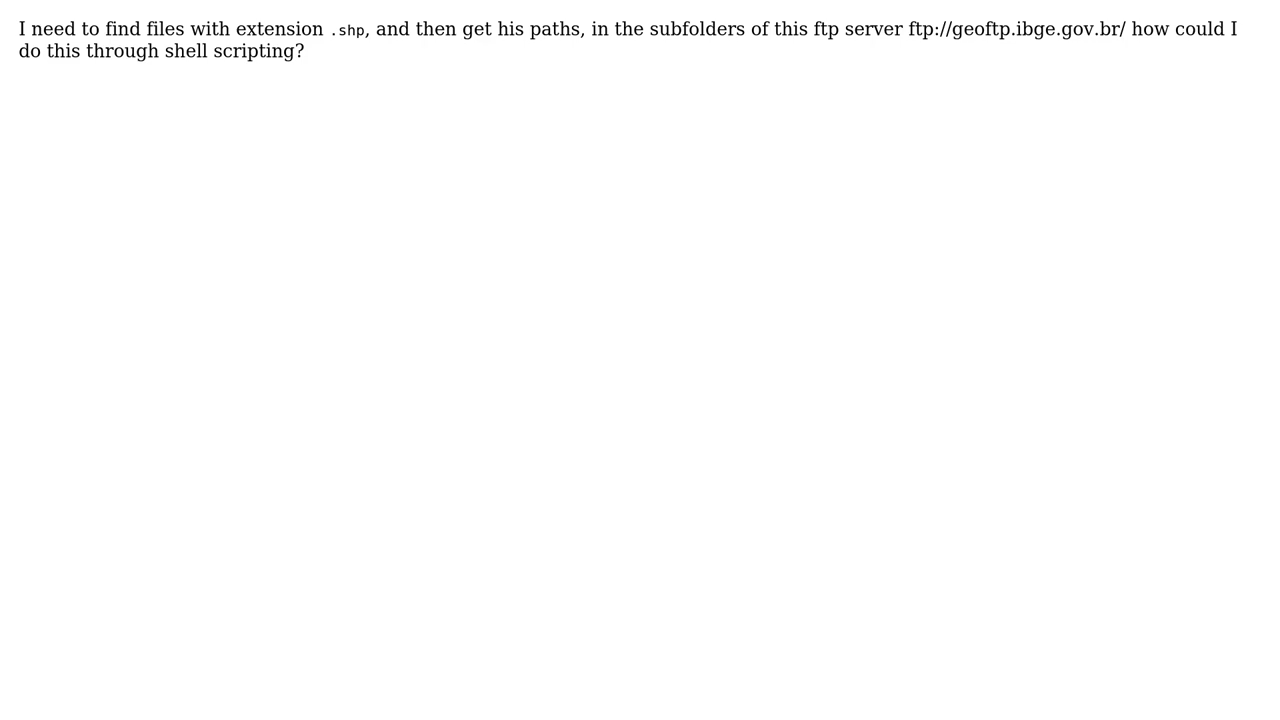 I need to find files with extension .shp, and then get his paths, in the subfolders of this ftp server ftp://geoftp.ibge.gov.br/ how could I
do this through shell scripting?